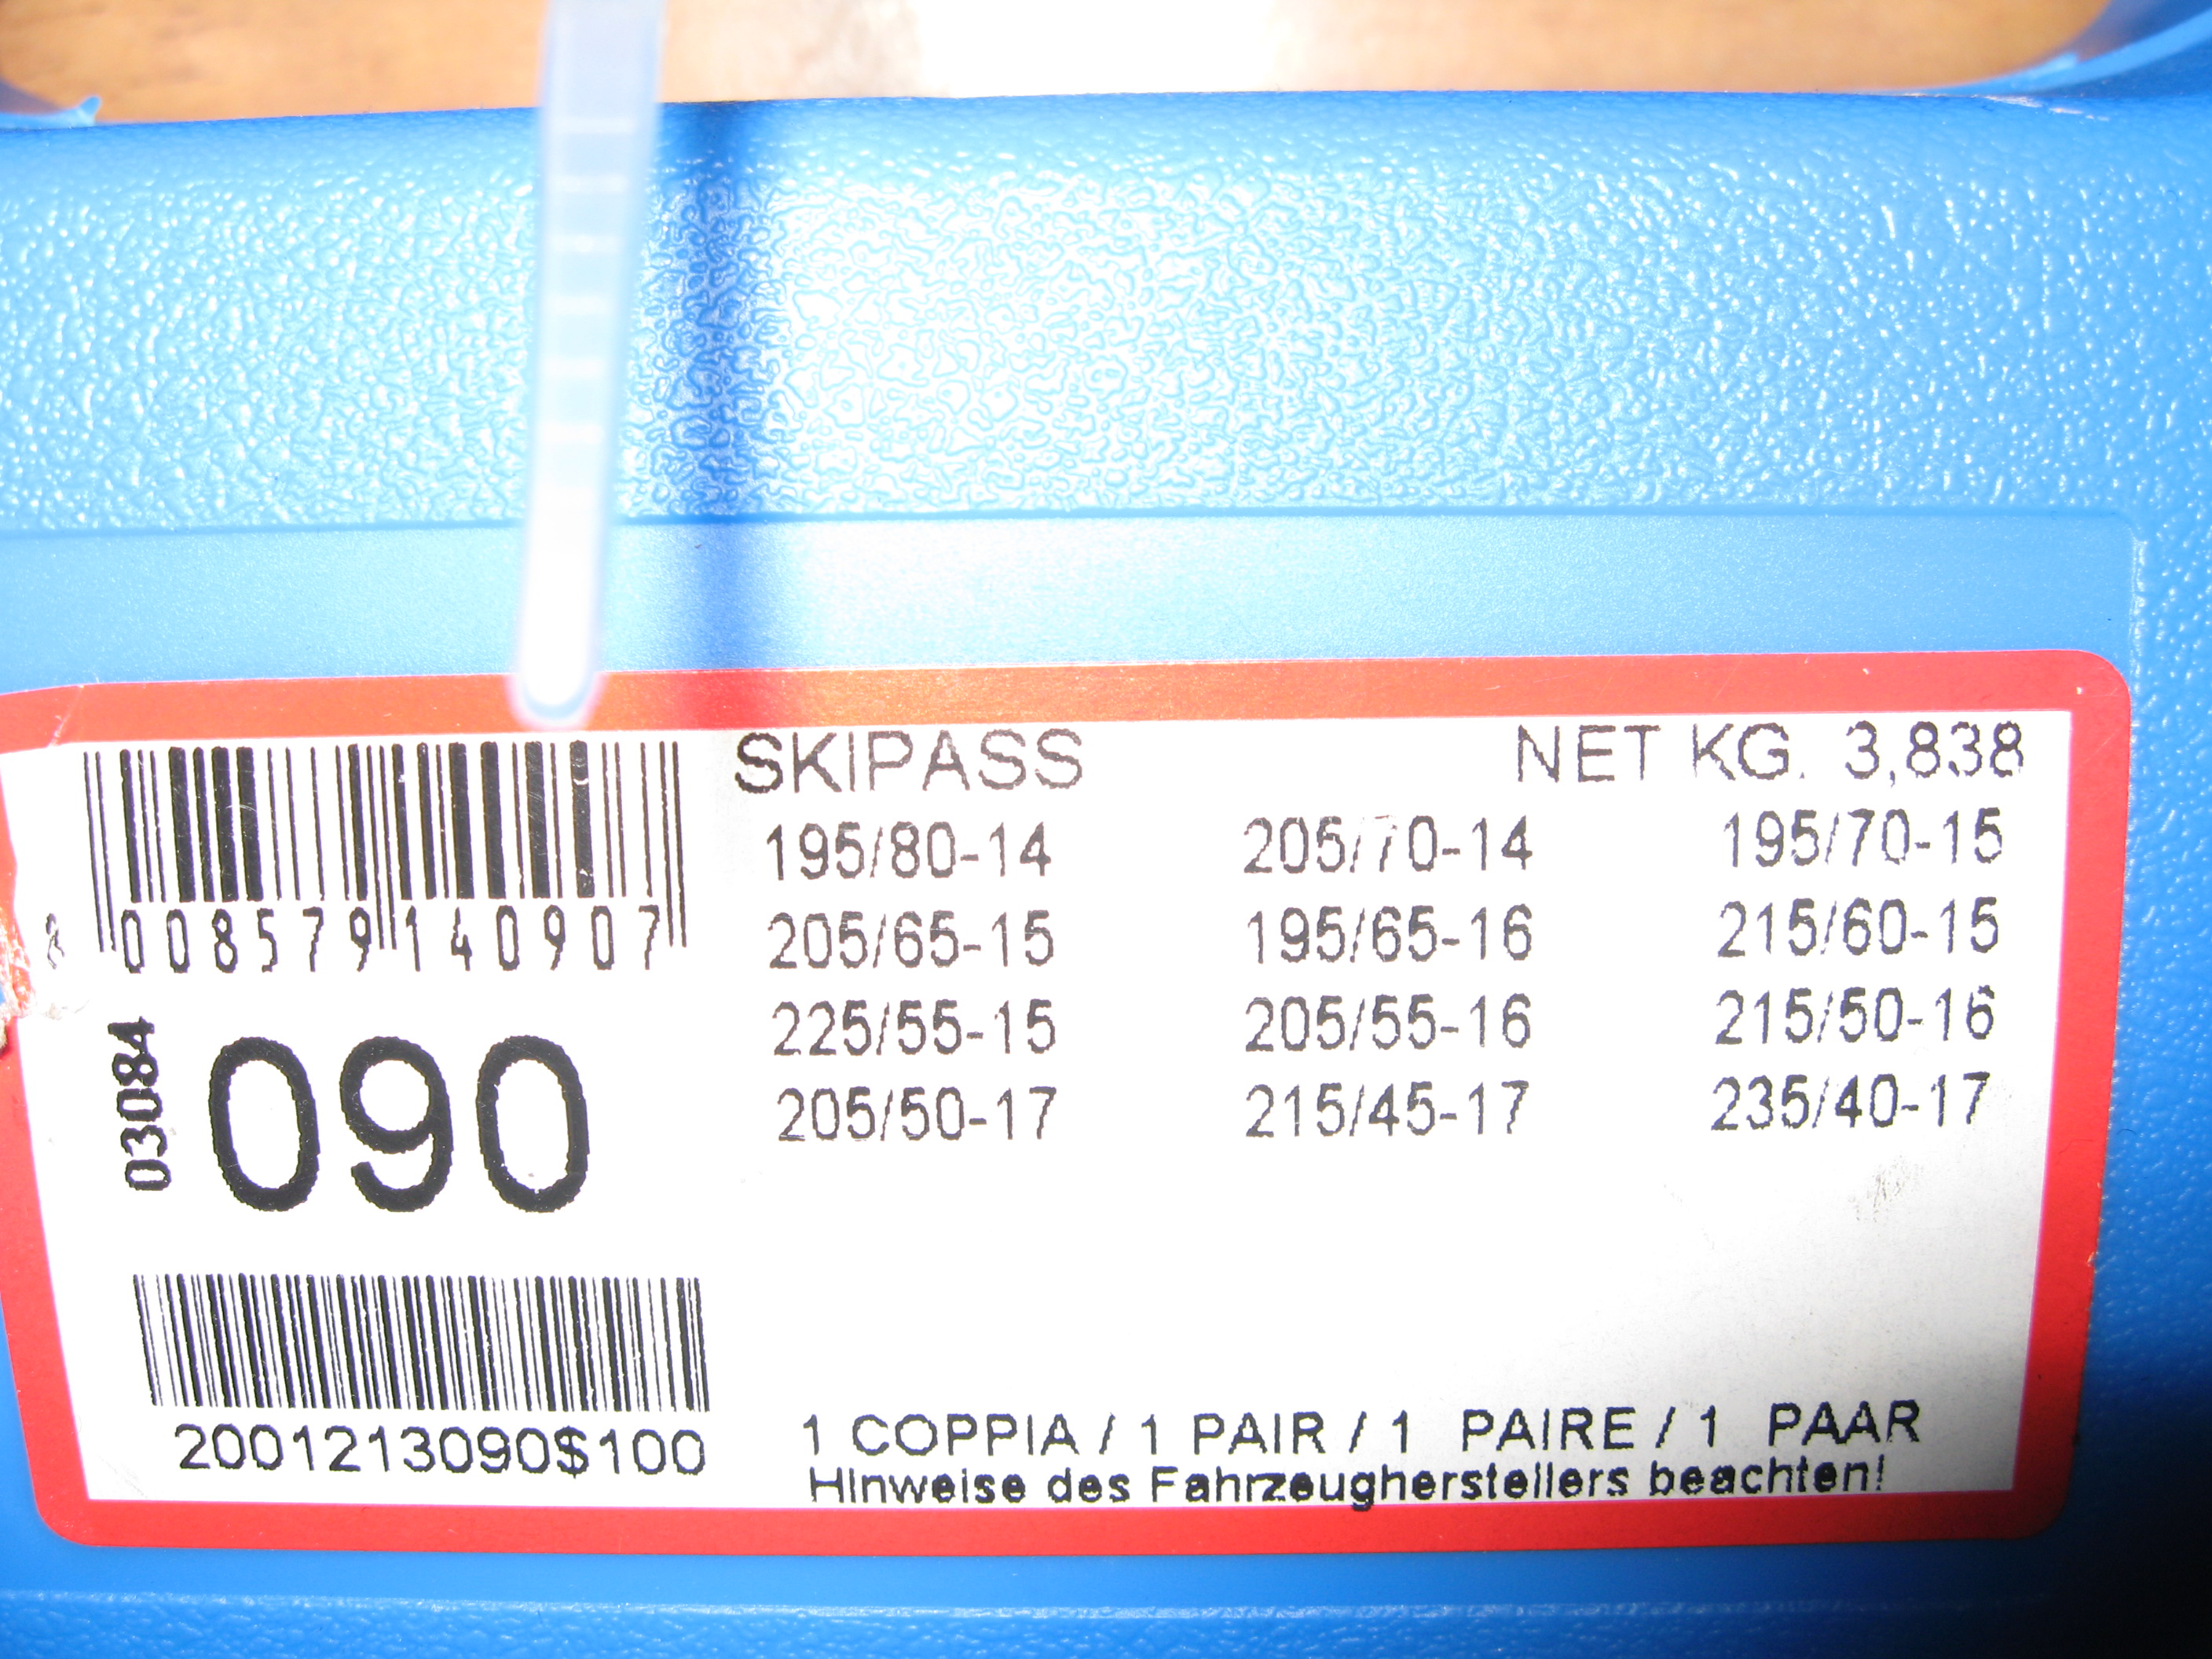 SKIPASS NET KG. 3,838
195/80-14 205/70-14 195/70-15
205/65-15 195/65-16 215/60-15
225/55-15 205/55-16 215/50-16
205/50-17 215/45-17 235/40-17
8 008579 140907
03084
090
2001213090$100
1 COPPIA / 1 PAIR / 1 PAIRE / 1 PAAR
Hinweise des Fahrzeugherstellers beachten!